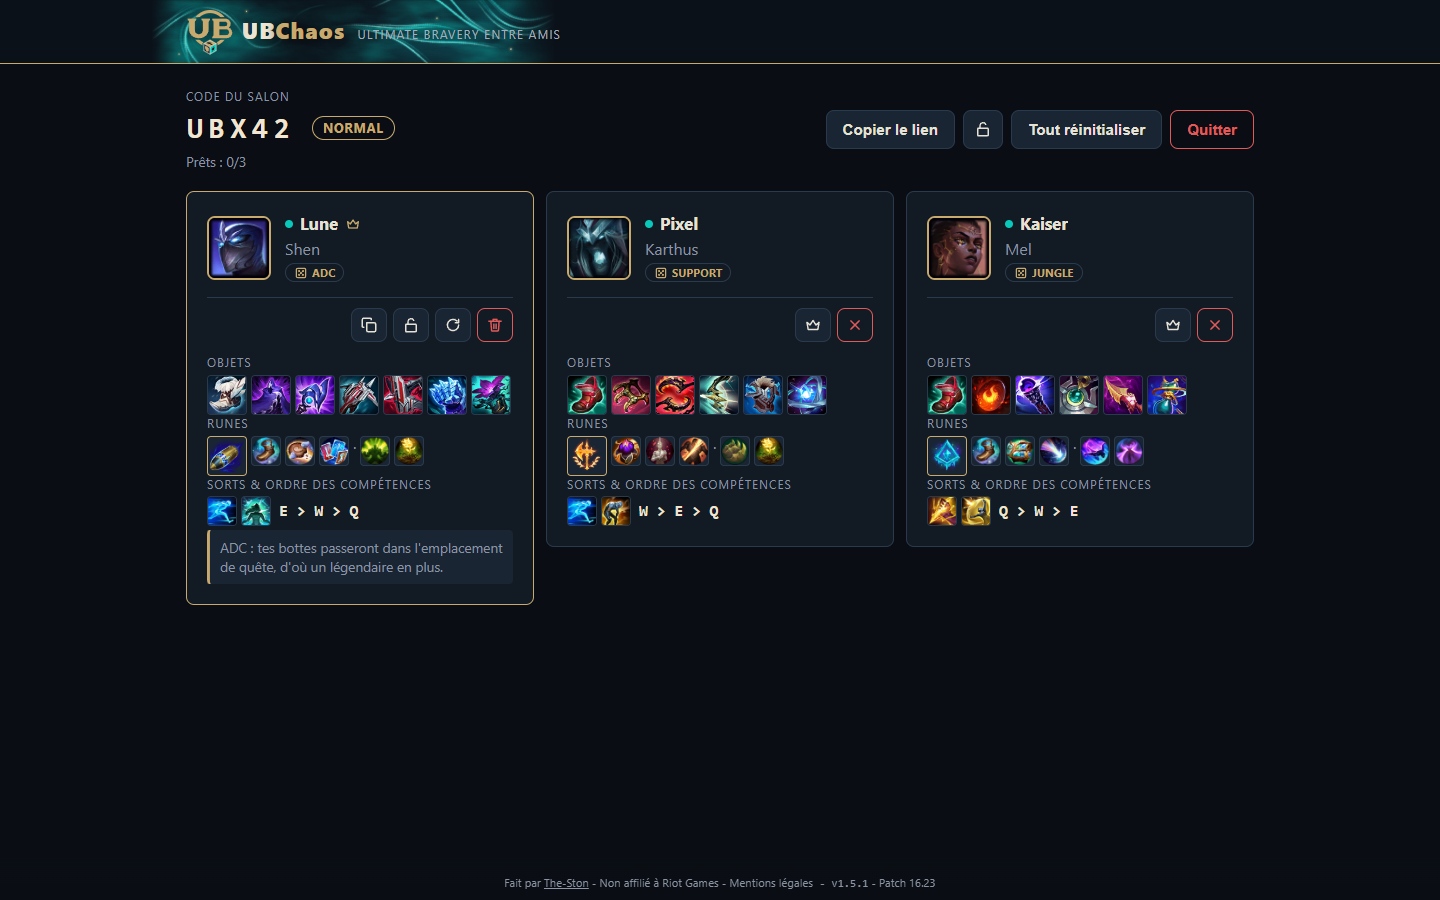 UB UBChaos ULTIMATE BRAVERY ENTRE AMIS
CODE DU SALON
UBX42 NORMAL
Prêts : 0/3
Copier le lien
Tout réinitialiser
Quitter
Lune
Shen
ADC
OBJETS
RUNES
SORTS & ORDRE DES COMPÉTENCES
E > W > Q
ADC : tes bottes passeront dans l'emplacement
de quête, d'où un légendaire en plus.
Pixel
Karthus
SUPPORT
OBJETS
RUNES
SORTS & ORDRE DES COMPÉTENCES
W > E > Q
Kaiser
Mel
JUNGLE
OBJETS
RUNES
SORTS & ORDRE DES COMPÉTENCES
Q > W > E
Fait par The-Ston - Non affilié à Riot Games - Mentions légales - v1.5.1 - Patch 16.23